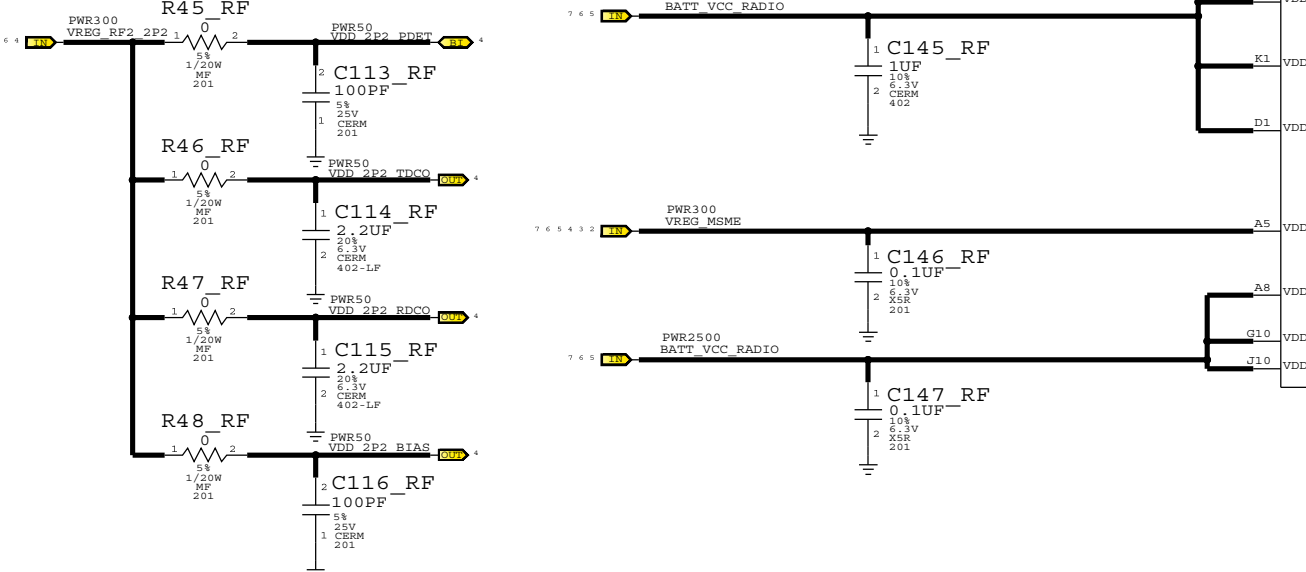 R45_RF
0
PWR300
VREG_RF2_2P2
6 4
IN
1
2
5%
1/20W
MF
201
PWR50
VDD_2P2_PDET
BI
4
2
C113_RF
100PF
5%
25V
CERM
201
1
R46_RF
0
1
2
5%
1/20W
MF
201
PWR50
VDD_2P2_TDCO
OUT
4
1
C114_RF
2.2UF
20%
6.3V
CERM
402-LF
2
R47_RF
0
1
2
5%
1/20W
MF
201
PWR50
VDD_2P2_RDCO
OUT
4
1
C115_RF
2.2UF
20%
6.3V
CERM
402-LF
2
R48_RF
0
1
2
5%
1/20W
MF
201
PWR50
VDD_2P2_BIAS
OUT
4
2
C116_RF
100PF
5%
25V
CERM
201
1
7 6 5
IN
BATT_VCC_RADIO
1
C145_RF
1UF
10%
6.3V
CERM
402
2
K1
VDD
D1
VDD
7 6 5 4 3 2
IN
PWR300
VREG_MSME
A5
VDD
1
C146_RF
0.1UF
10%
6.3V
X5R
201
2
A8
VDD
G10
VDD
J10
VDD
7 6 5
IN
PWR2500
BATT_VCC_RADIO
1
C147_RF
0.1UF
10%
6.3V
X5R
201
2